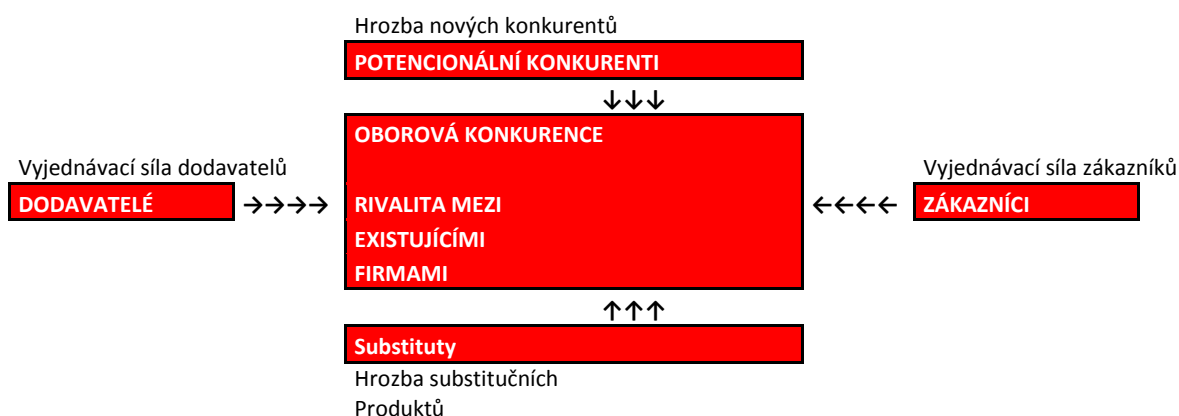 Hrozba nových konkurentů
POTENCIONÁLNÍ KONKURENTI
↓↓↓
OBOROVÁ KONKURENCE
Vyjednávací síla dodavatelů
Vyjednávací síla zákazníků
DODAVATELÉ
→→→→
RIVALITA MEZI
←←←←
ZÁKAZNÍCI
EXISTUJÍCÍMI
FIRMAMI
↑↑↑
Substituty
Hrozba substitučních
Produktů